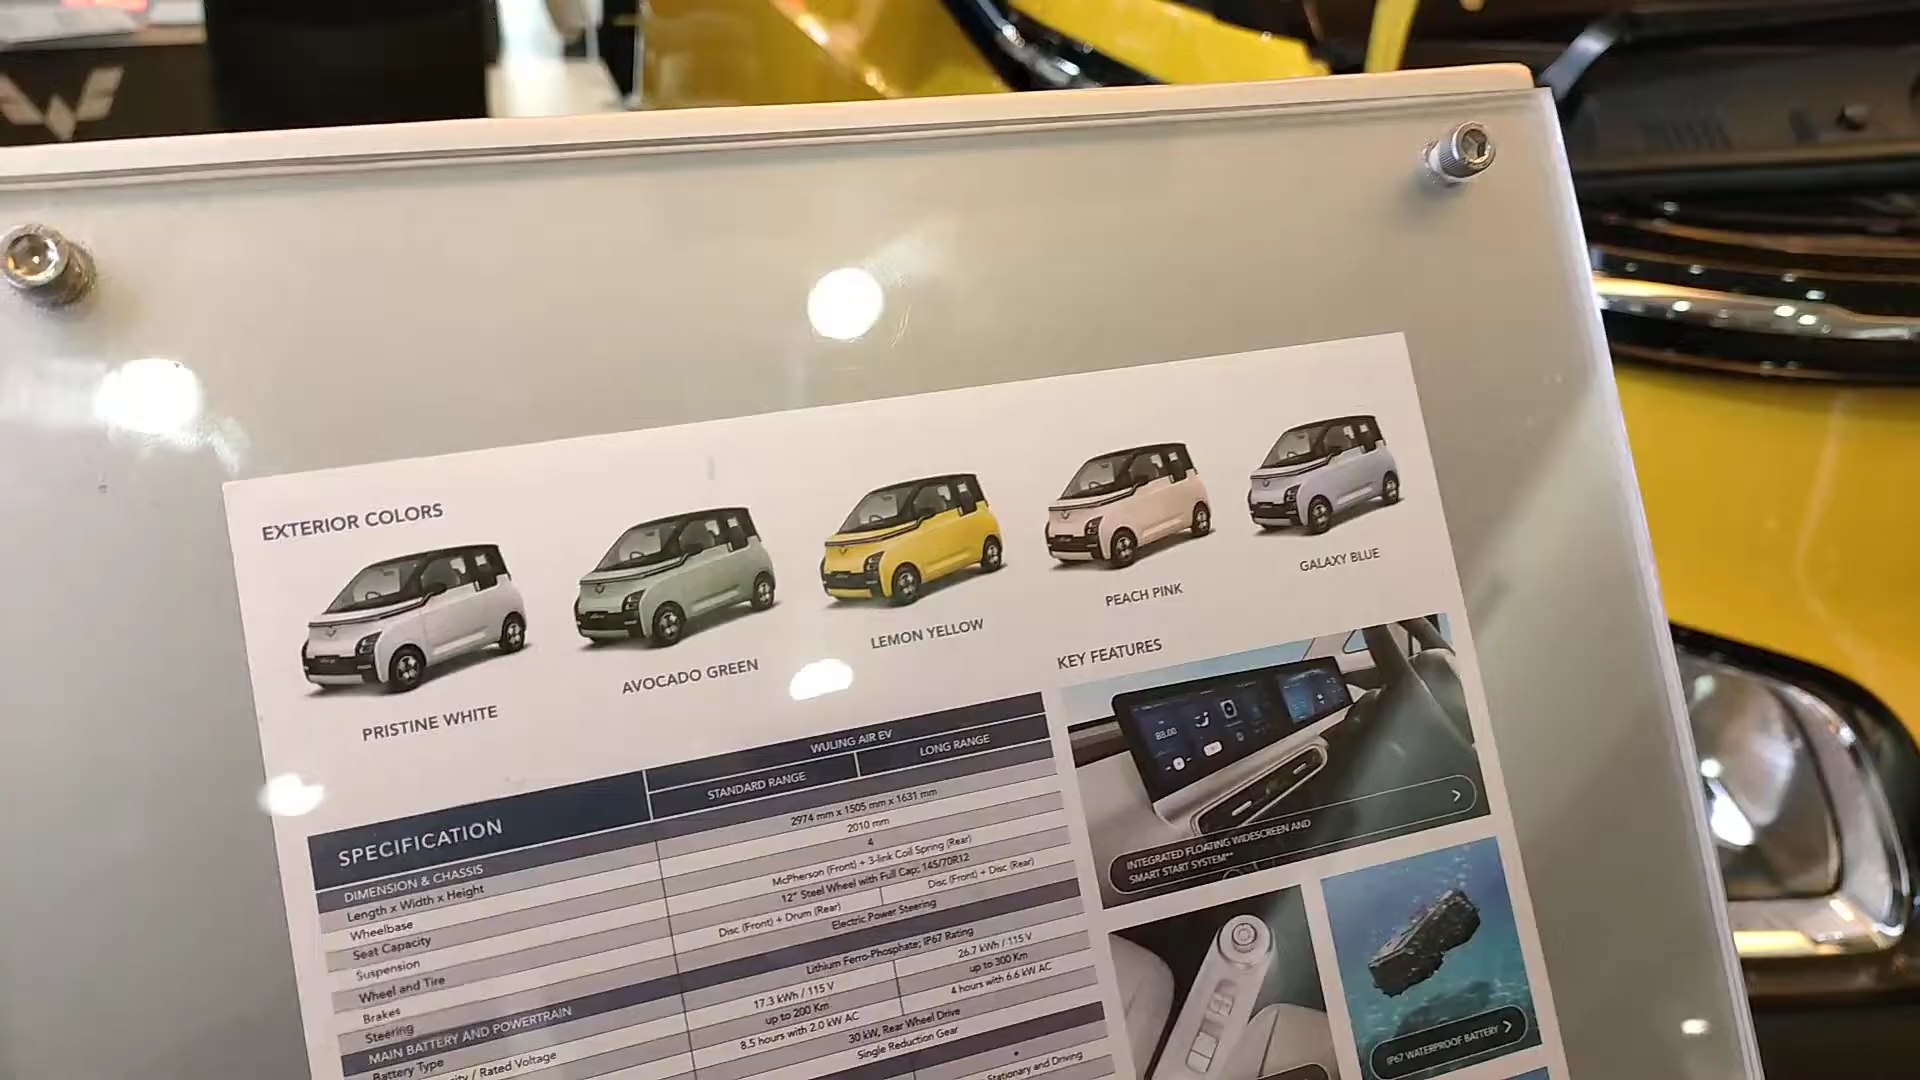 EXTERIOR COLORS
PRISTINE WHITE
AVOCADO GREEN
LEMON YELLOW
PEACH PINK
GALAXY BLUE
SPECIFICATION
WULING AIR EV
STANDARD RANGE
LONG RANGE
DIMENSION & CHASSIS
Length x Width x Height
2974 mm x 1505 mm x 1631 mm
Wheelbase
2010 mm
Seat Capacity
4
Suspension
McPherson (Front) + 3-link Coil Spring (Rear)
Wheel and Tire
12" Steel Wheel with Full Cap; 145/70R12
Brakes
Disc (Front) + Drum (Rear)
Disc (Front) + Disc (Rear)
Steering
Electric Power Steering
MAIN BATTERY AND POWERTRAIN
Battery Type
Lithium Ferro-Phosphate; IP67 Rating
/ Rated Voltage
17.3 kWh / 115 V
26.7 kWh / 115 V
up to 200 Km
up to 300 Km
8.5 hours with 2.0 kW AC
4 hours with 6.6 kW AC
30 kW, Rear Wheel Drive
Single Reduction Gear
Stationary and Driving
KEY FEATURES
88.00
INTEGRATED FLOATING WIDESCREEN AND
SMART START SYSTEM**
IP67 WATERPROOF BATTERY